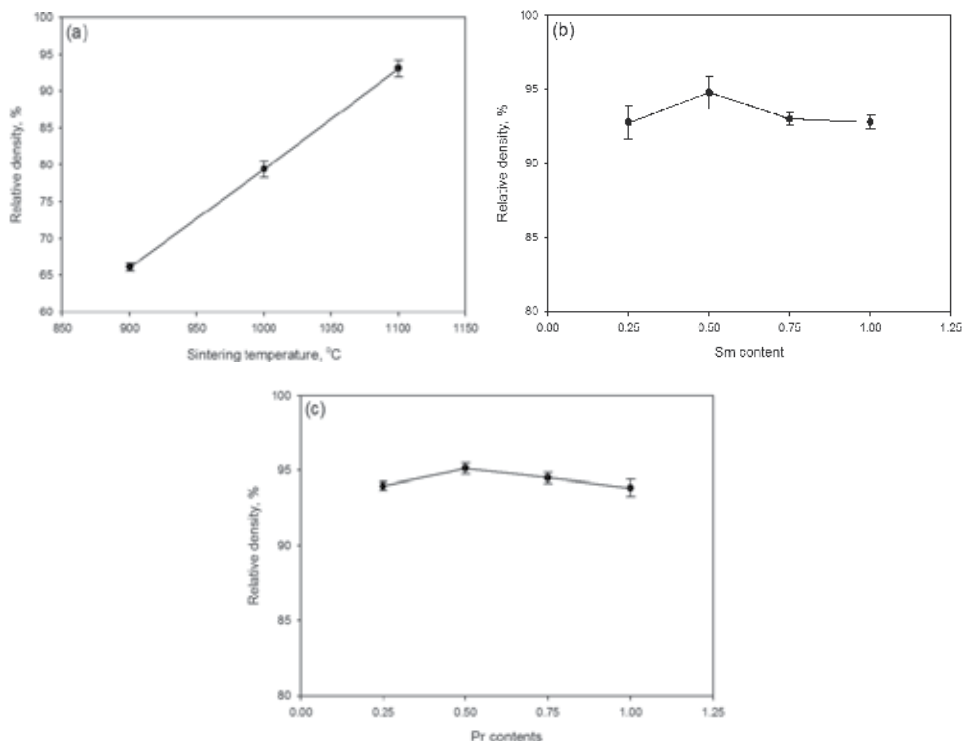 (a)
Relative density, %
100
95
90
85
80
75
70
65
60
850 900 950 1000 1050 1100 1150
Sintering temperature, ⁰C
(b)
Relative density, %
100
95
90
85
80
0.00 0.25 0.50 0.75 1.00 1.25
Sm content
(c)
Relative density, %
100
95
90
85
80
0.00 0.25 0.50 0.75 1.00 1.25
Pr contents